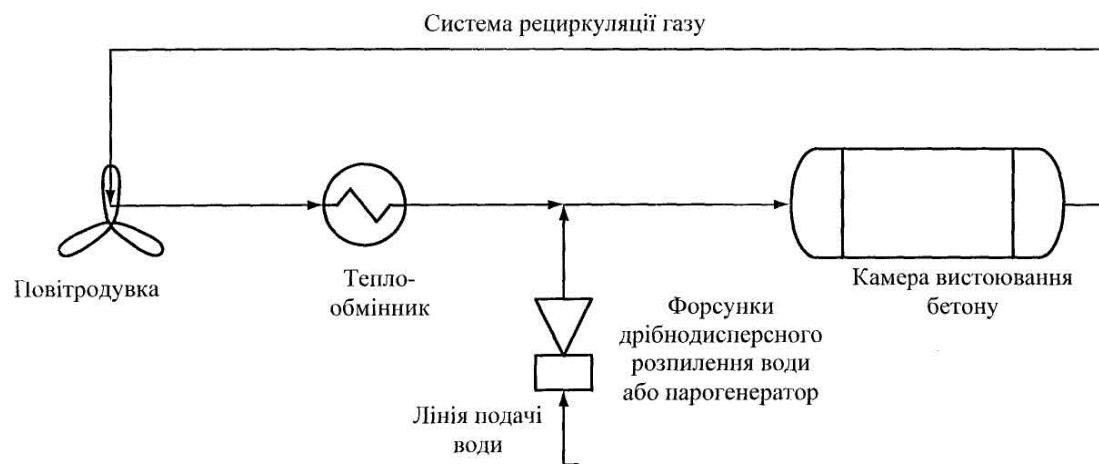 Система рециркуляції газу
Повітродувка
Тепло-
обмінник
Камера вистоювання
бетону
Форсунки
дрібнодисперсного
розпилення води
або парогенератор
Лінія подачі
води